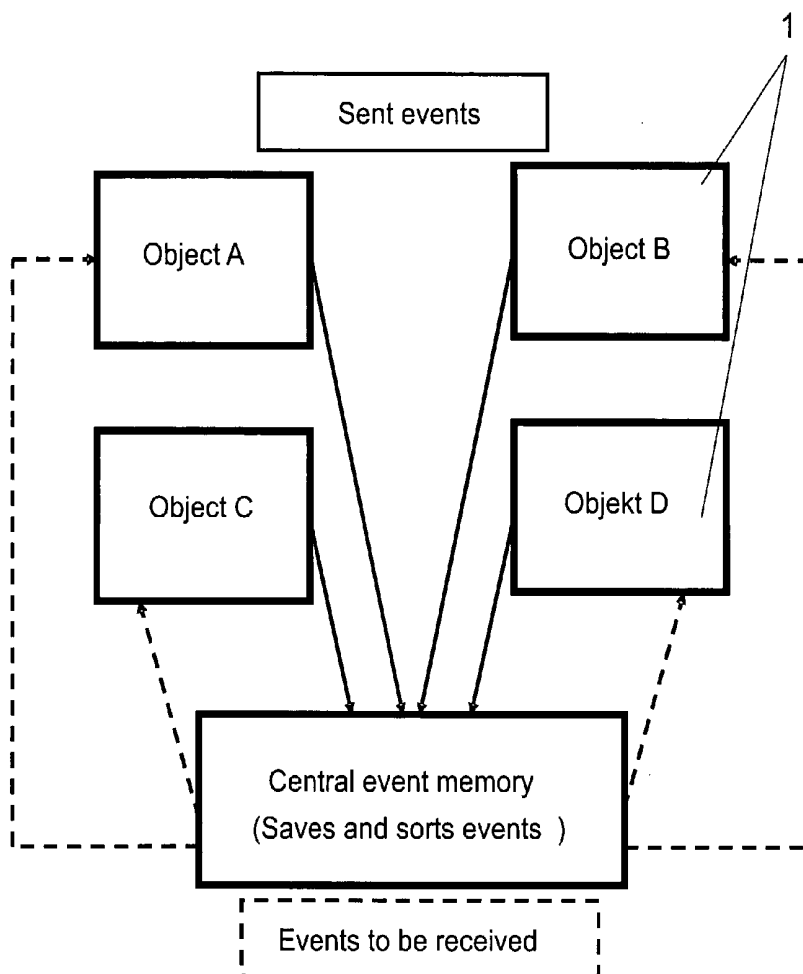 1
Sent events
Object A
Object B
Object C
Objekt D
Central event memory
(Saves and sorts events )
Events to be received